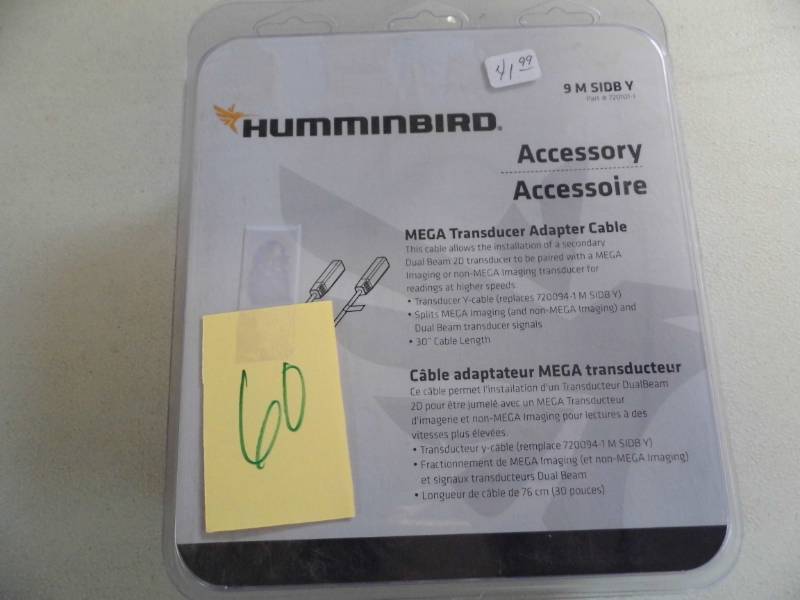 41 99
9 M SIDB Y
Part # 720101-1
HUMMINBIRD®
Accessory
Accessoire
MEGA Transducer Adapter Cable
This cable allows the installation of a secondary
Dual Beam 2D transducer to be paired with a MEGA
Imaging or non-MEGA Imaging transducer for
readings at higher speeds
• Transducer Y-cable (replaces 720094-1 M SIDB Y)
• Splits MEGA Imaging (and non-MEGA Imaging) and
Dual Beam transducer signals
• 30" Cable Length
60
Câble adaptateur MEGA transducteur
Ce câble permet l'installation d'un Transducteur DualBeam
2D pour être jumelé avec un MEGA Transducteur
d'imagerie et non-MEGA Imaging pour lectures à des
vitesses plus élevées.
• Transducteur y-câble (remplace 720094-1 M SIDB Y)
• Fractionnement de MEGA Imaging (et non-MEGA Imaging)
et signaux transducteurs Dual Beam
• Longueur de câble de 76 cm (30 pouces)